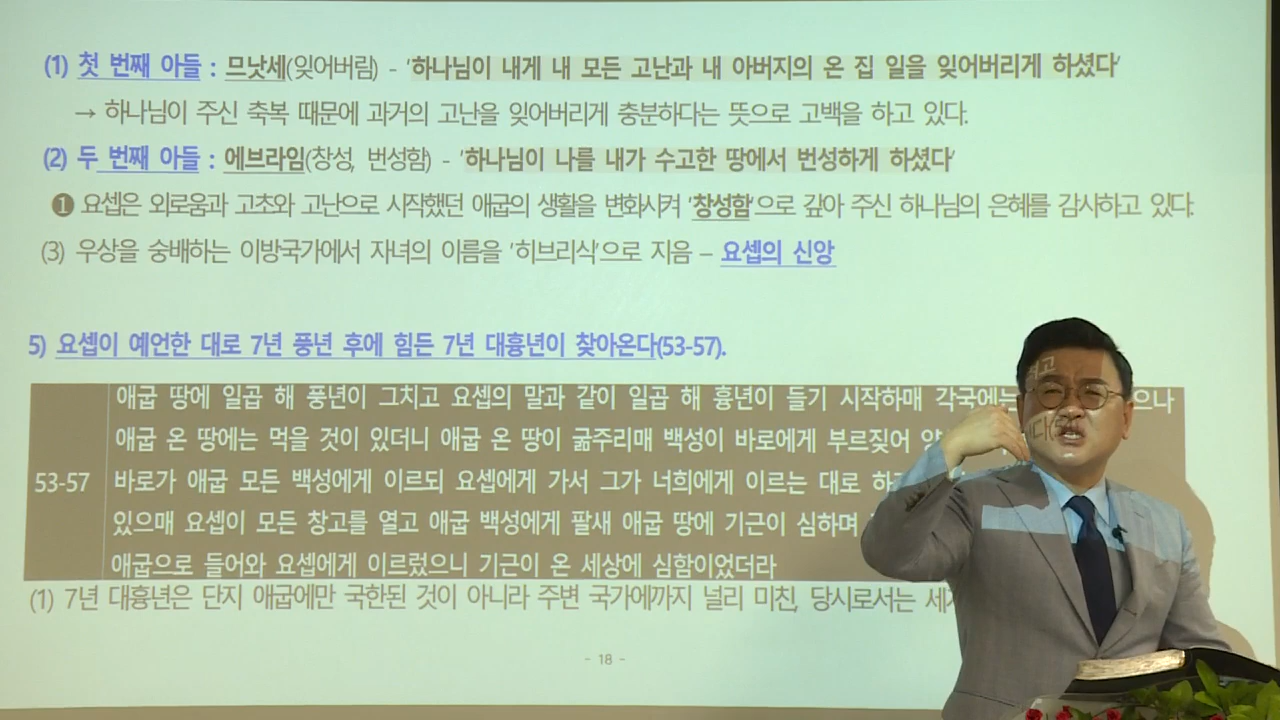 (1) 첫 번째 아들 : 므낫세(잊어버림) - '하나님이 내게 내 모든 고난과 내 아버지의 온 집 일을 잊어버리게 하셨다'
→ 하나님이 주신 축복 때문에 과거의 고난을 잊어버리게 충분하다는 뜻으로 고백을 하고 있다.
(2) 두 번째 아들 : 에브라임(창성, 번성함) - '하나님이 나를 내가 수고한 땅에서 번성하게 하셨다'
❶ 요셉은 외로움과 고초와 고난으로 시작했던 애굽의 생활을 변화시켜 '창성함'으로 갚아 주신 하나님의 은혜를 감사하고 있다.
(3) 우상을 숭배하는 이방국가에서 자녀의 이름을 '히브리식'으로 지음 – 요셉의 신앙
5) 요셉이 예언한 대로 7년 풍년 후에 힘든 7년 대흉년이 찾아온다(53-57).
애굽 땅에 일곱 해 풍년이 그치고 요셉의 말과 같이 일곱 해 흉년이 들기 시작하매 각국에는 으나
애굽 온 땅에는 먹을 것이 있더니 애굽 온 땅이 굶주리매 백성이 바로에게 부르짖어
53-57 바로가 애굽 모든 백성에게 이르되 요셉에게 가서 그가 너희에게 이르는 대로
있으매 요셉이 모든 창고를 열고 애굽 백성에게 팔새 애굽 땅에 기근이 심하며
애굽으로 들어와 요셉에게 이르렀으니 기근이 온 세상에 심함이었더라
(1) 7년 대흉년은 단지 애굽에만 국한된 것이 아니라 주변 국가에까지 널리 미친, 당시로서는
- 18 -